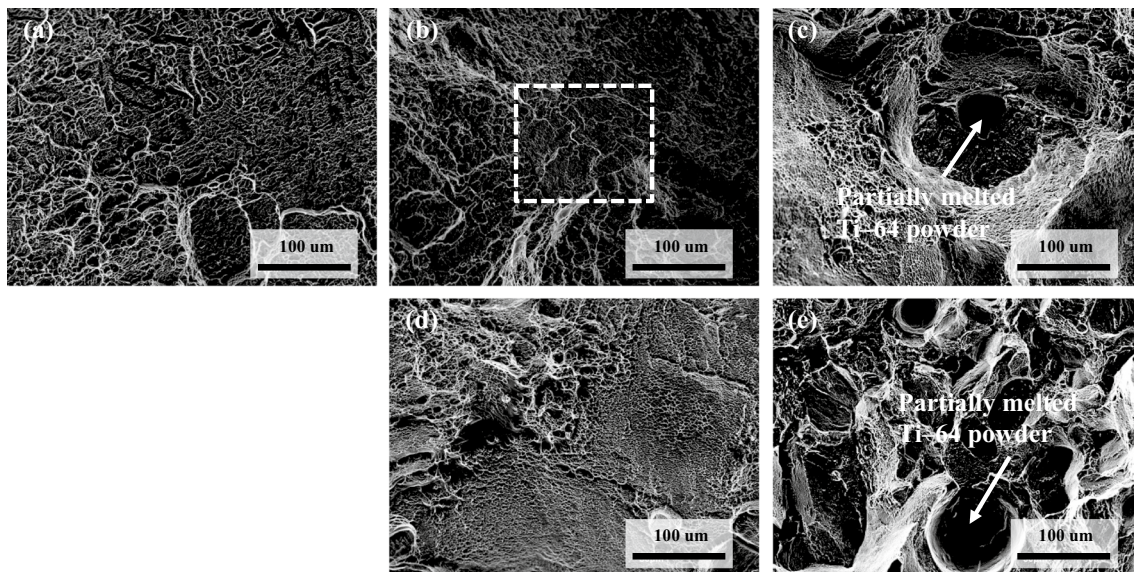 (a)
100 um
(b)
100 um
(c)
Partially melted
Ti–64 powder
100 um
(d)
100 um
(e)
Partially melted
Ti–64 powder
100 um